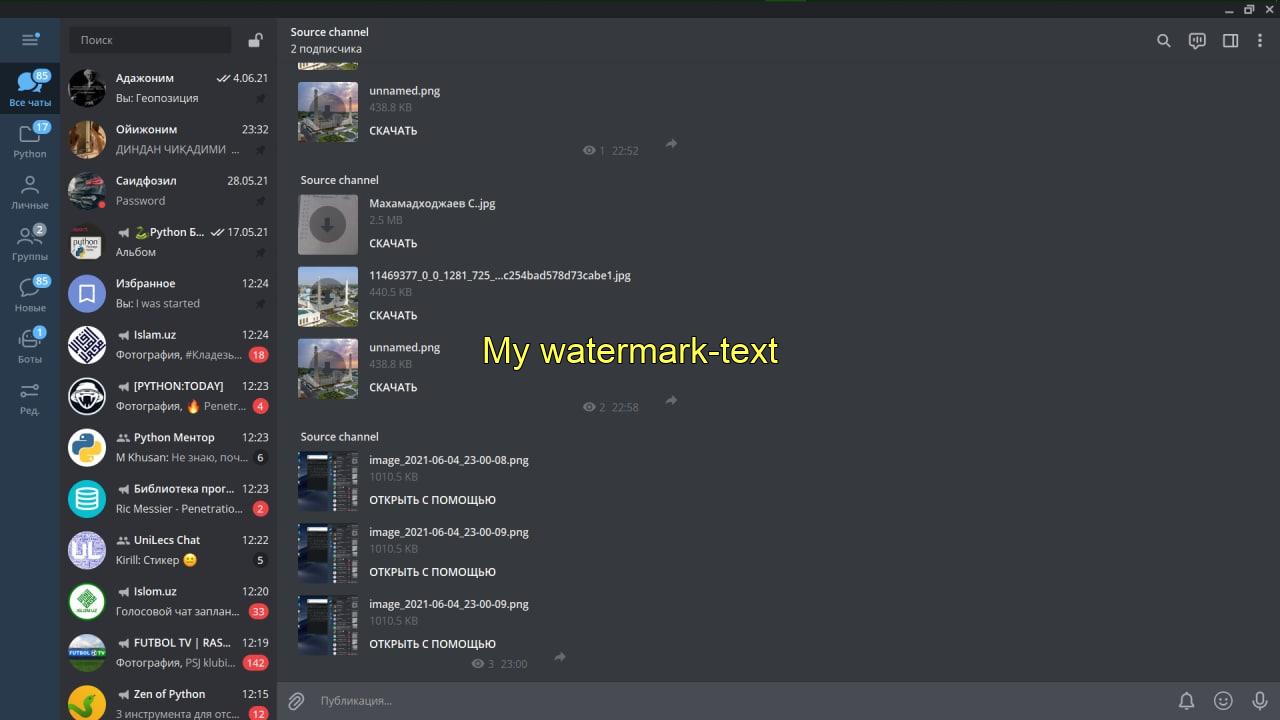 Поиск
Source channel
2 подписчика
85
Все чаты
17
Python
Личные
2
Группы
85
Новые
1
Боты
Ред.
Адажоним
4.06.21
Вы: Геопозиция
Ойижоним
23:32
ДИНДАН ЧИҚАДИМИ ...
Саидфозил
28.05.21
Password
Python Б...
17.05.21
Альбом
Избранное
12:24
Вы: I was started
Islam.uz
12:24
Фотография, #Кладезь...
18
[PYTHON:TODAY]
12:23
Фотография, 🔥 Penetr...
4
Python Ментор
12:23
M Khusan: Не знаю, поч...
6
Библиотека прог...
12:23
Ric Messier - Penetratio...
2
UniLecs Chat
12:22
Kirill: Стикер 😑
5
Islom.uz
12:20
Голосовой чат заплан...
33
FUTBOL TV | RAS...
12:19
Фотография, PSJ klubi...
142
Zen of Python
12:15
3 инструмента для отс...
12
unnamed.png
438.8 KB
СКАЧАТЬ
1 22:52
Source channel
Махамадходжаев С..jpg
2.5 MB
СКАЧАТЬ
11469377_0_0_1281_725_...c254bad578d73cabe1.jpg
440.5 KB
СКАЧАТЬ
unnamed.png
438.8 KB
СКАЧАТЬ
My watermark-text
2 22:58
Source channel
image_2021-06-04_23-00-08.png
1010.5 KB
ОТКРЫТЬ С ПОМОЩЬЮ
image_2021-06-04_23-00-09.png
1010.5 KB
ОТКРЫТЬ С ПОМОЩЬЮ
image_2021-06-04_23-00-09.png
1010.5 KB
ОТКРЫТЬ С ПОМОЩЬЮ
3 23:00
Публикация...